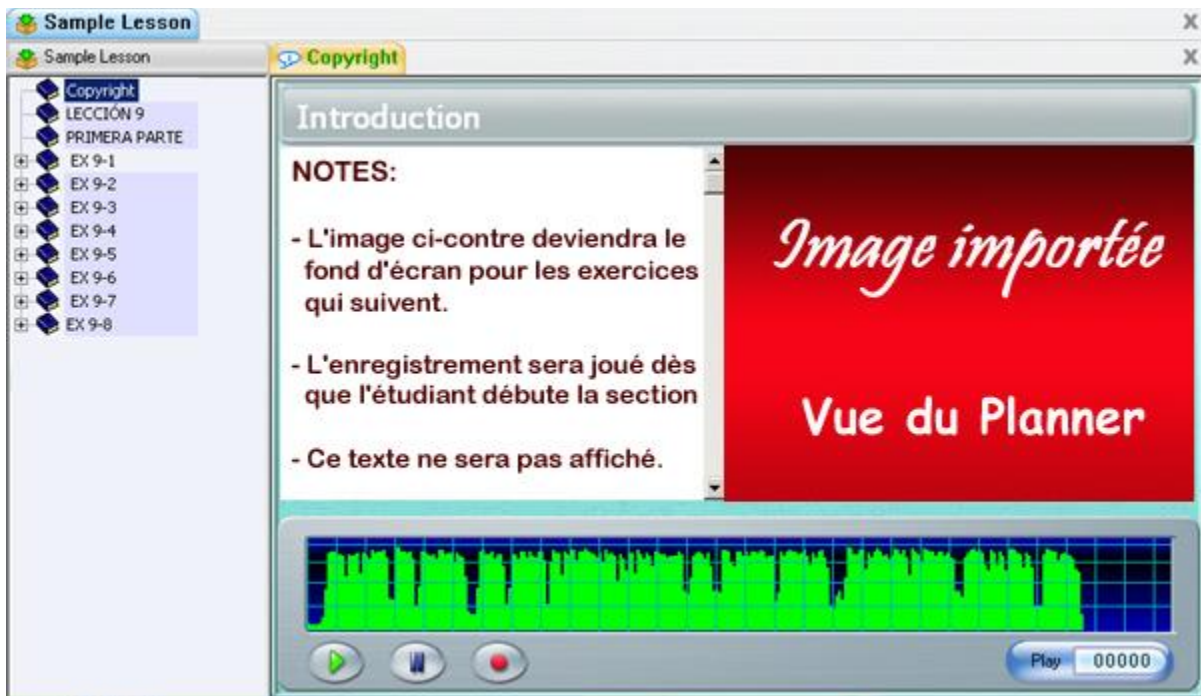 Sample Lesson
Sample Lesson
Copyright
LECCIÓN 9
PRIMERA PARTE
EX 9-1
EX 9-2
EX 9-3
EX 9-4
EX 9-5
EX 9-6
EX 9-7
EX 9-8
Copyright
Introduction
NOTES:
- L'image ci-contre deviendra le
fond d'écran pour les exercices
qui suivent.
- L'enregistrement sera joué dès
que l'étudiant débute la section
- Ce texte ne sera pas affiché.
Image importée
Vue du Planner
Play 00000